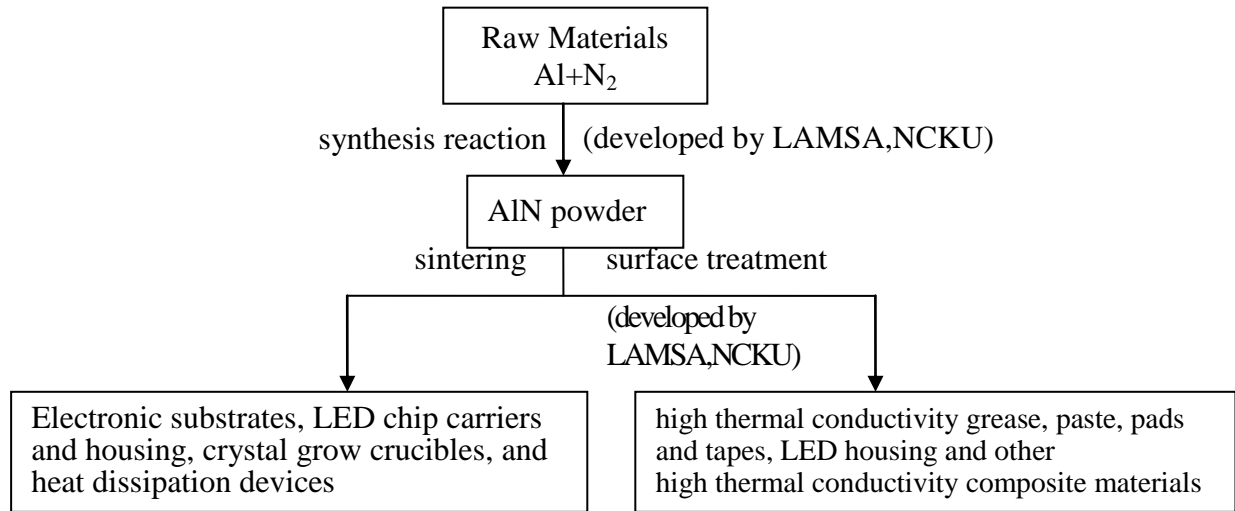 Raw Materials
Al+N₂
synthesis reaction (developed by LAMSA,NCKU)
AlN powder
sintering surface treatment
(developed by
LAMSA,NCKU)
Electronic substrates, LED chip carriers
and housing, crystal grow crucibles, and
heat dissipation devices
high thermal conductivity grease, paste, pads
and tapes, LED housing and other
high thermal conductivity composite materials